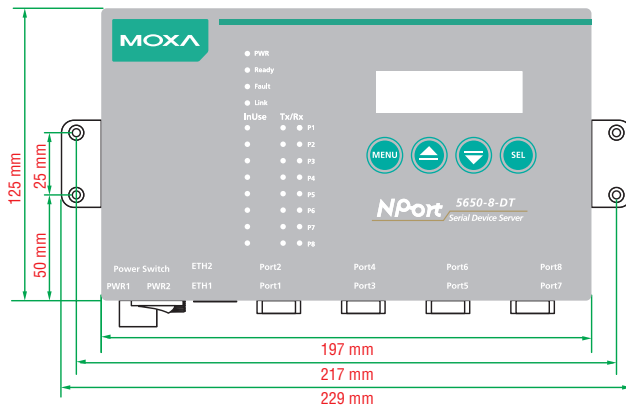 MOXA
PWR
Ready
Fault
Link
InUse Tx/Rx
P1
P2
P3
P4
P5
P6
P7
P8
MENU
SEL
NPort 5650-8-DT
Serial Device Server
Power Switch ETH2 Port2 Port4 Port6 Port8
PWR1 PWR2 ETH1 Port1 Port3 Port5 Port7
125 mm
25 mm
50 mm
197 mm
217 mm
229 mm